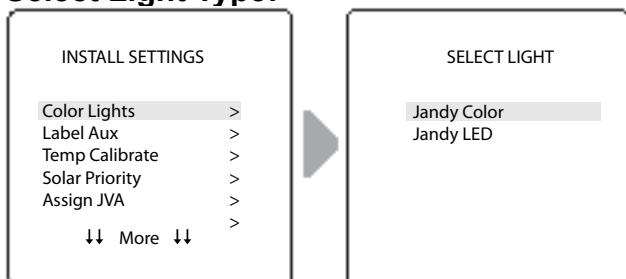 Select Light Type:
INSTALL SETTINGS
Color Lights >
Label Aux >
Temp Calibrate >
Solar Priority >
Assign JVA >
>
↓↓ More ↓↓
SELECT LIGHT
Jandy Color
Jandy LED